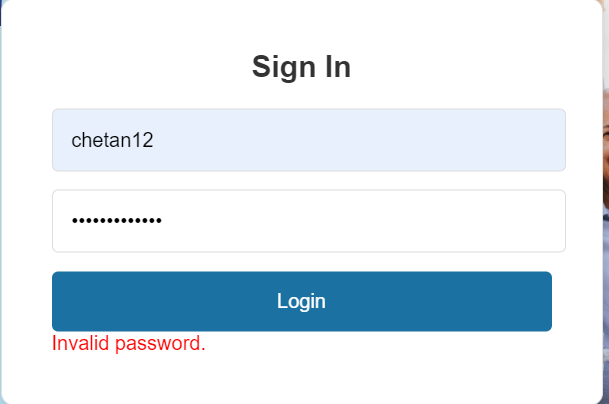 Sign In
chetan12
•••••••••••••
Login
Invalid password.